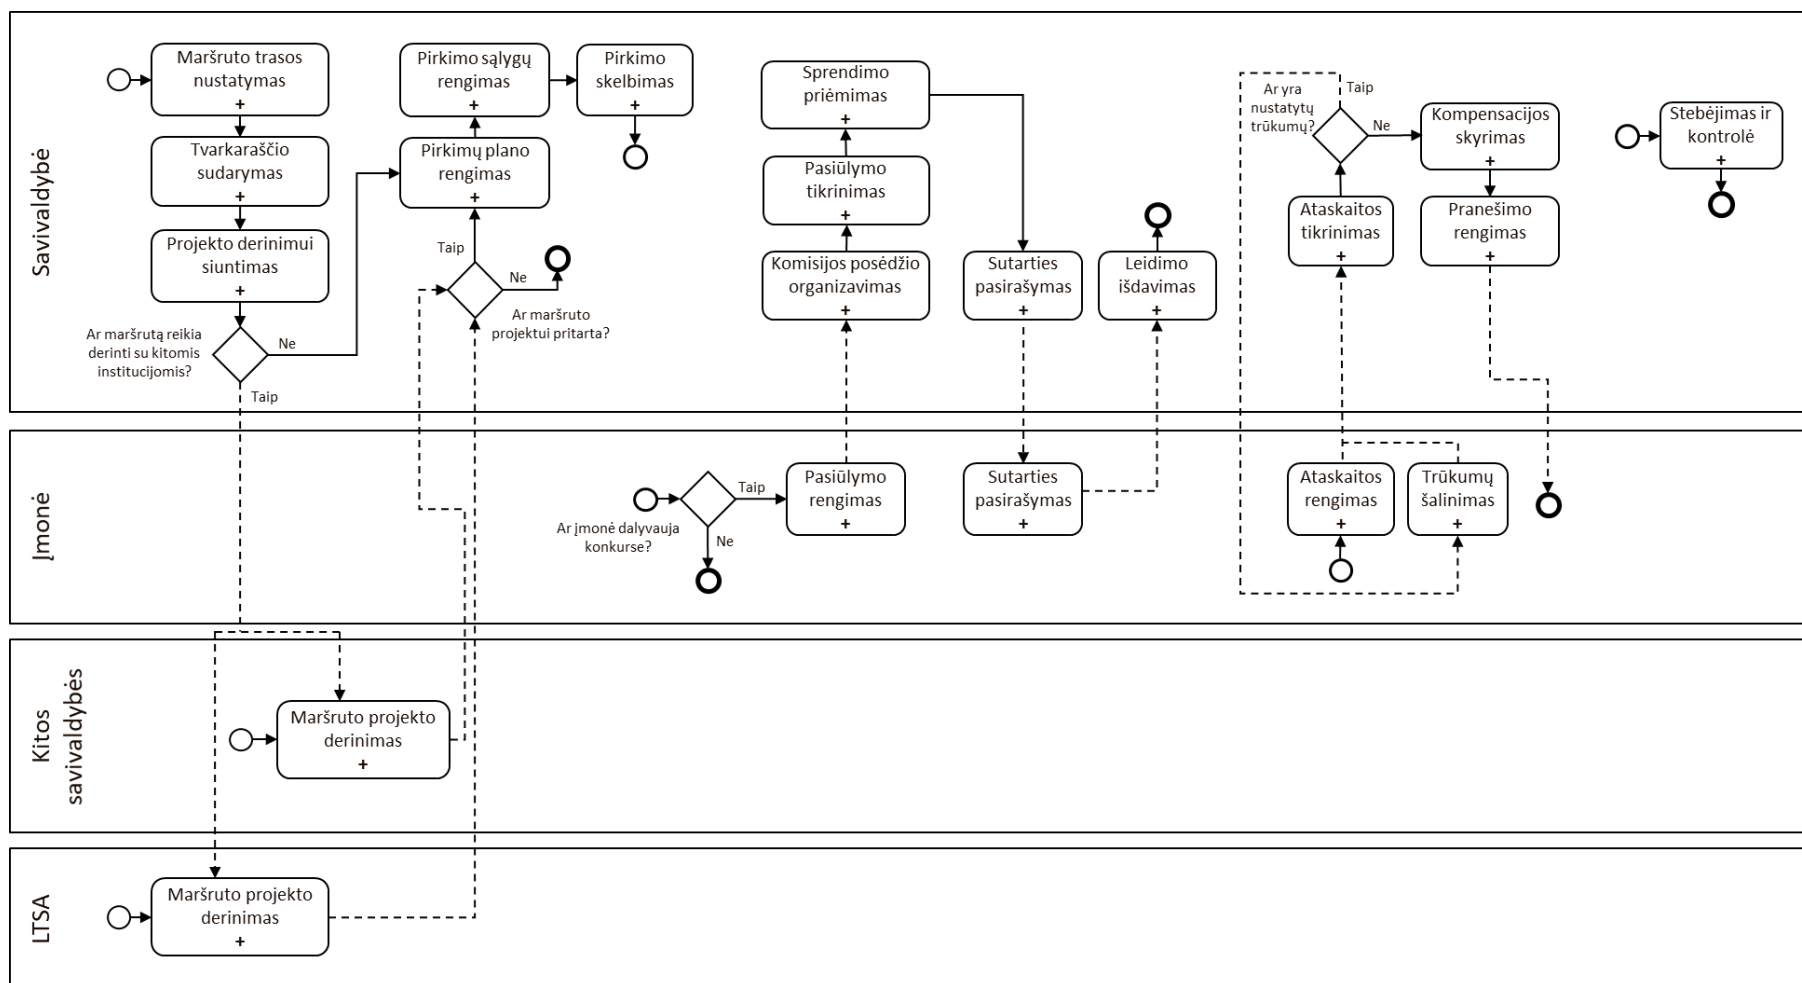 Savivaldybė
Maršruto trasos
nustatymas
+
Tvarkaraščio
sudarymas
+
Projekto derinimui
siuntimas
+
Ar maršrutą reikia
derinti su kitomis
institucijomis?
Ne
Taip
Pirkimo sąlygų
rengimas
+
Pirkimo
skelbimas
+
Pirkimų plano
rengimas
+
Taip
Ne
Ar maršruto
projektui pritarta?
Sprendimo
priėmimas
+
Pasiūlymo
tikrinimas
+
Komisijos posėdžio
organizavimas
+
Sutarties
pasirašymas
+
Leidimo
išdavimas
+
Ar yra
nustatytų
trūkumų?
Taip
Ne
Ataskaitos
tikrinimas
+
Kompensacijos
skyrimas
+
Pranešimo
rengimas
+
Stebėjimas ir
kontrolė
+
Įmonė
Ar įmonė dalyvauja
konkurse?
Taip
Ne
Pasiūlymo
rengimas
+
Sutarties
pasirašymas
+
Ataskaitos
rengimas
+
Trūkumų
šalinimas
+
Kitos
savivaldybės
Maršruto projekto
derinimas
+
LTSA
Maršruto projekto
derinimas
+